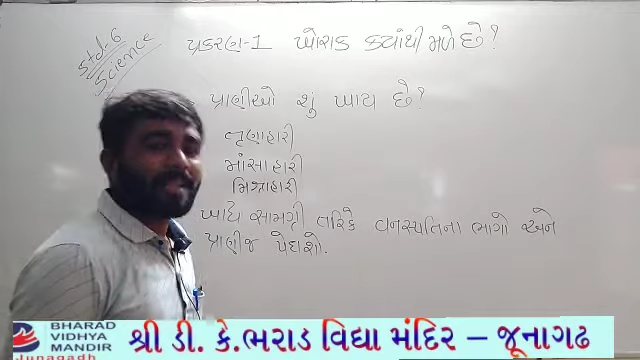 Std-6
Science
પ્રકરણ-1 ખોરાક ક્યાંથી મળે છે?
પ્રાણીઓ શું ખાય છે?
તૃણાહારી
માંસાહારી
મિશ્રાહારી
ખાદ્ય સામગ્રી તરિકે વનસ્પતિના ભાગો અને
પ્રાણીજ પેદાશો.
BHARAD
VIDHYA
MANDIR
Junagadh
શ્રી ડી. કે.ભરાડ વિદ્યા મંદિર – જૂનાગઢ